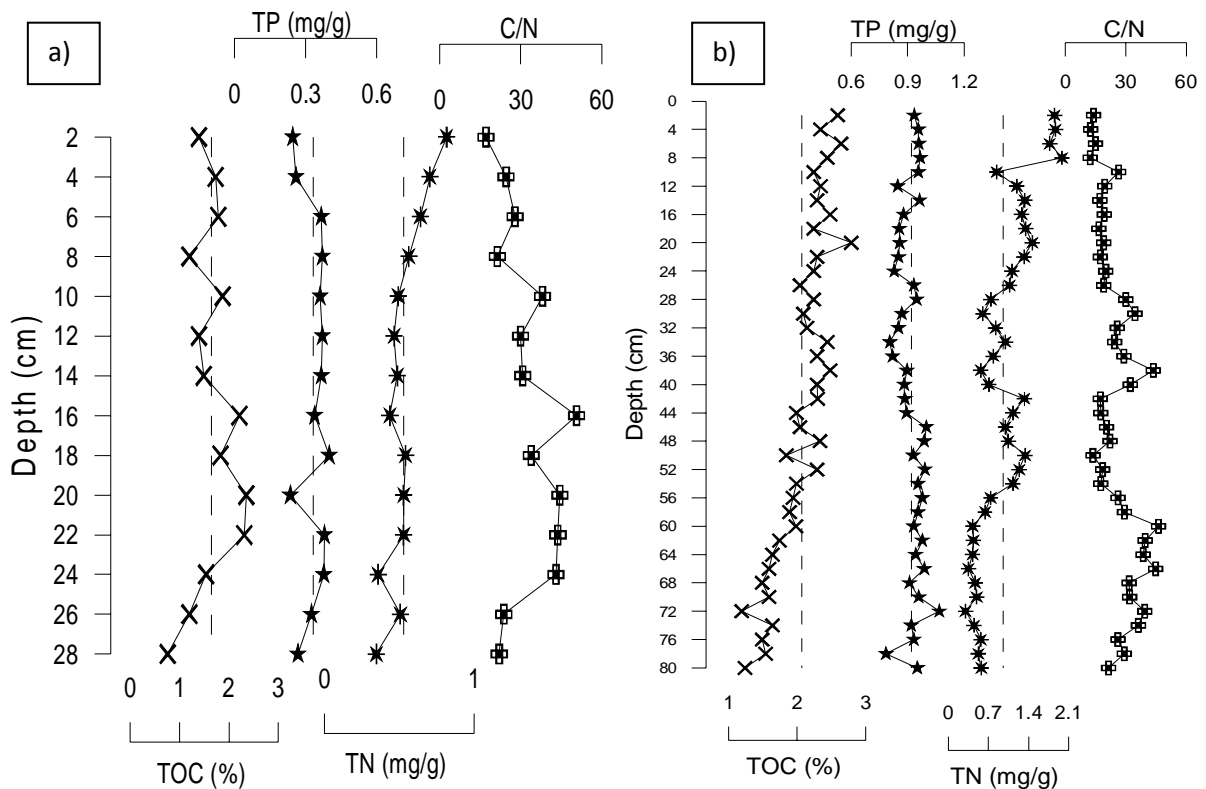 a)
TP (mg/g)
0 0.3 0.6
C/N
0 30 60
Depth (cm)
2
4
6
8
10
12
14
16
18
20
22
24
26
28
0 1 2 3
TOC (%)
0 1
TN (mg/g)
b)
TP (mg/g)
0.6 0.9 1.2
C/N
0 30 60
Depth (cm)
0
4
8
12
16
20
24
28
32
36
40
44
48
52
56
60
64
68
72
76
80
1 2 3
TOC (%)
0 0.7 1.4 2.1
TN (mg/g)